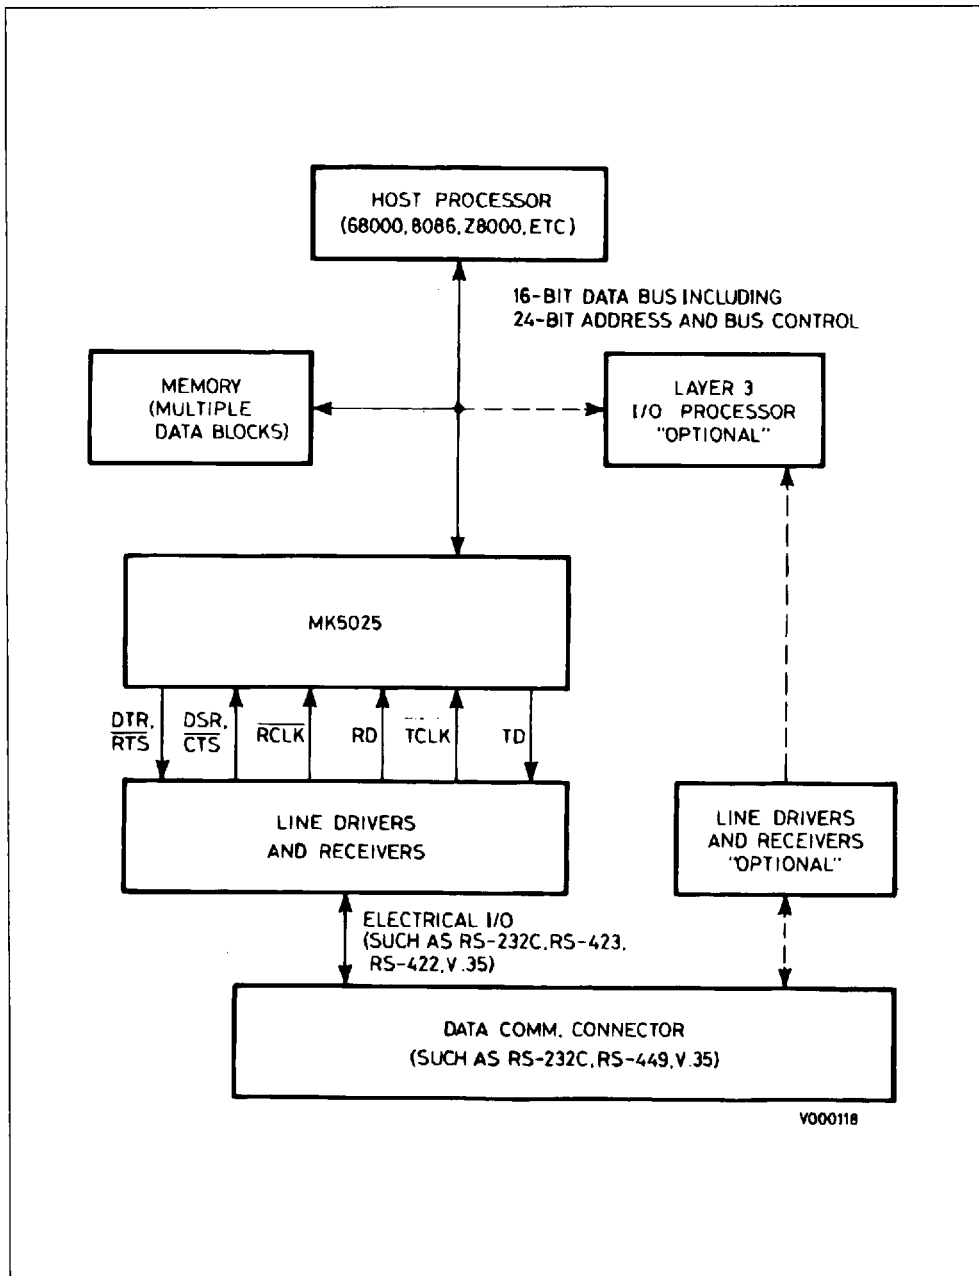 HOST PROCESSOR
(68000,8086,Z8000,ETC)
16-BIT DATA BUS INCLUDING
24-BIT ADDRESS AND BUS CONTROL
MEMORY
(MULTIPLE
DATA BLOCKS)
LAYER 3
I/O PROCESSOR
"OPTIONAL"
MK5025
DTR,
RTS
DSR,
CTS
RCLK
RD
TCLK
TD
LINE DRIVERS
AND RECEIVERS
LINE DRIVERS
AND RECEIVERS
"OPTIONAL"
ELECTRICAL I/O
(SUCH AS RS-232C,RS-423,
RS-422,V.35)
DATA COMM. CONNECTOR
(SUCH AS RS-232C,RS-449,V.35)
V000118